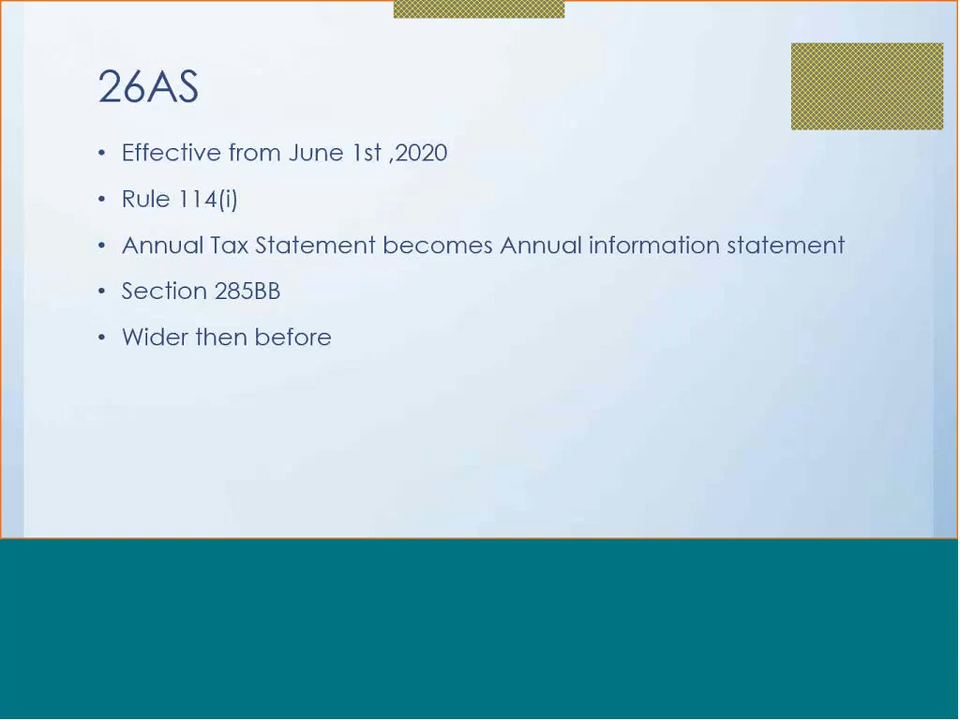 26AS
• Effective from June 1st ,2020
• Rule 114(i)
• Annual Tax Statement becomes Annual information statement
• Section 285BB
• Wider then before